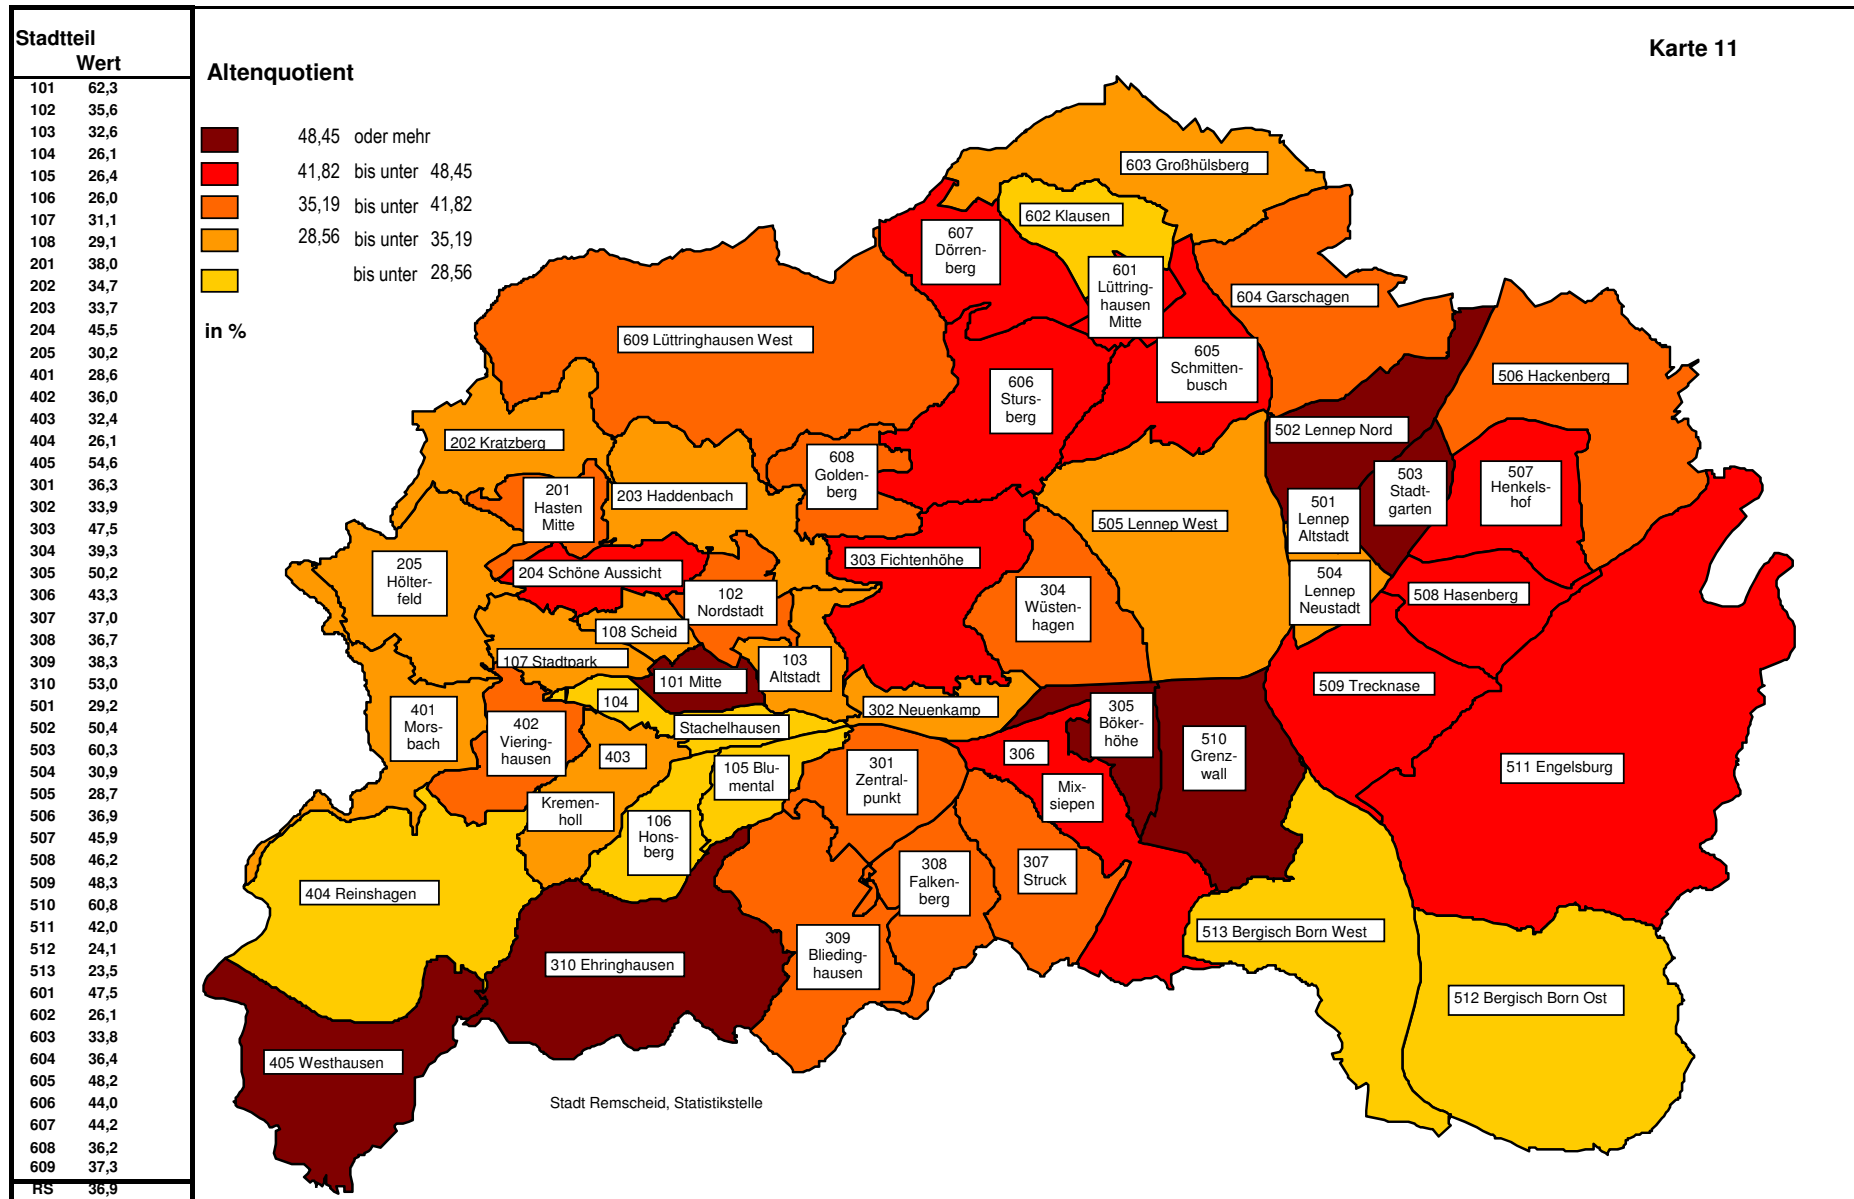 Stadtteil
Wert
101 62,3
102 35,6
103 32,6
104 26,1
105 26,4
106 26,0
107 31,1
108 29,1
201 38,0
202 34,7
203 33,7
204 45,5
205 30,2
401 28,6
402 36,0
403 32,4
404 26,1
405 54,6
301 36,3
302 33,9
303 47,5
304 39,3
305 50,2
306 43,3
307 37,0
308 36,7
309 38,3
310 53,0
501 29,2
502 50,4
503 60,3
504 30,9
505 28,7
506 36,9
507 45,9
508 46,2
509 48,3
510 60,8
511 42,0
512 24,1
513 23,5
601 47,5
602 26,1
603 33,8
604 36,4
605 48,2
606 44,0
607 44,2
608 36,2
609 37,3
RS 36,9
Karte 11
Altenquotient
48,45 oder mehr
41,82 bis unter 48,45
35,19 bis unter 41,82
28,56 bis unter 35,19
bis unter 28,56
in %
603 Großhülsberg
602 Klausen
607
Dörren-
berg
601
Lüttring-
hausen
Mitte
604 Garschagen
609 Lüttringhausen West
605
Schmitten-
busch
606
Sturs-
berg
506 Hackenberg
502 Lennep Nord
202 Kratzberg
608
Golden-
berg
503
Stadt-
garten
507
Henkels-
hof
201
Hasten
Mitte
203 Haddenbach
501
Lennep
Altstadt
505 Lennep West
205
Hölter-
feld
303 Fichtenhöhe
204 Schöne Aussicht
504
Lennep
Neustadt
102
Nordstadt
304
Wüsten-
hagen
508 Hasenberg
108 Scheid
107 Stadtpark
103
Altstadt
101 Mitte
509 Trecknase
104
Stachelhausen
302 Neuenkamp
305
Böker-
höhe
401
Mors-
bach
402
Viering-
hausen
403
Kremen-
holl
306
Mix-
siepen
510
Grenz-
wall
105 Blu-
mental
301
Zentral-
punkt
511 Engelsburg
106
Hons-
berg
308
Falken-
berg
307
Struck
404 Reinshagen
513 Bergisch Born West
309
Blieding-
hausen
310 Ehringhausen
512 Bergisch Born Ost
405 Westhausen
Stadt Remscheid, Statistikstelle